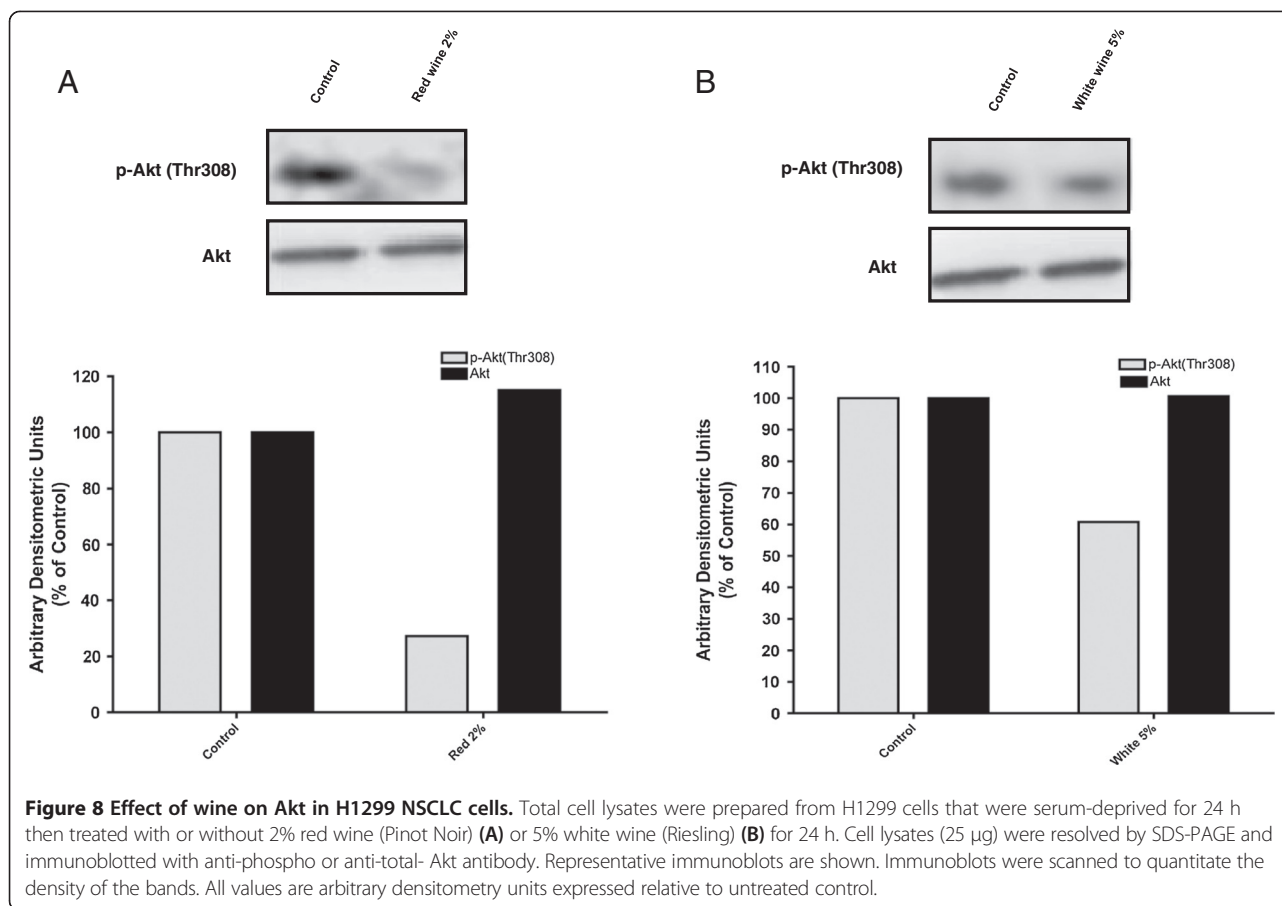 A
Control
Red wine 2%
p-Akt (Thr308)
Akt
p-Akt(Thr308)
Akt
120
100
80
60
40
20
0
Arbitrary Densitometric Units
(% of Control)
Control
Red 2%
B
Control
White wine 5%
p-Akt (Thr308)
Akt
p-Akt(Thr308)
Akt
110
100
90
80
70
60
50
40
30
20
10
0
Arbitrary Densitometric Units
(% of Control)
Control
White 5%
Figure 8 Effect of wine on Akt in H1299 NSCLC cells. Total cell lysates were prepared from H1299 cells that were serum-deprived for 24 h
then treated with or without 2% red wine (Pinot Noir) (A) or 5% white wine (Riesling) (B) for 24 h. Cell lysates (25 μg) were resolved by SDS-PAGE and
immunoblotted with anti-phospho or anti-total- Akt antibody. Representative immunoblots are shown. Immunoblots were scanned to quantitate the
density of the bands. All values are arbitrary densitometry units expressed relative to untreated control.